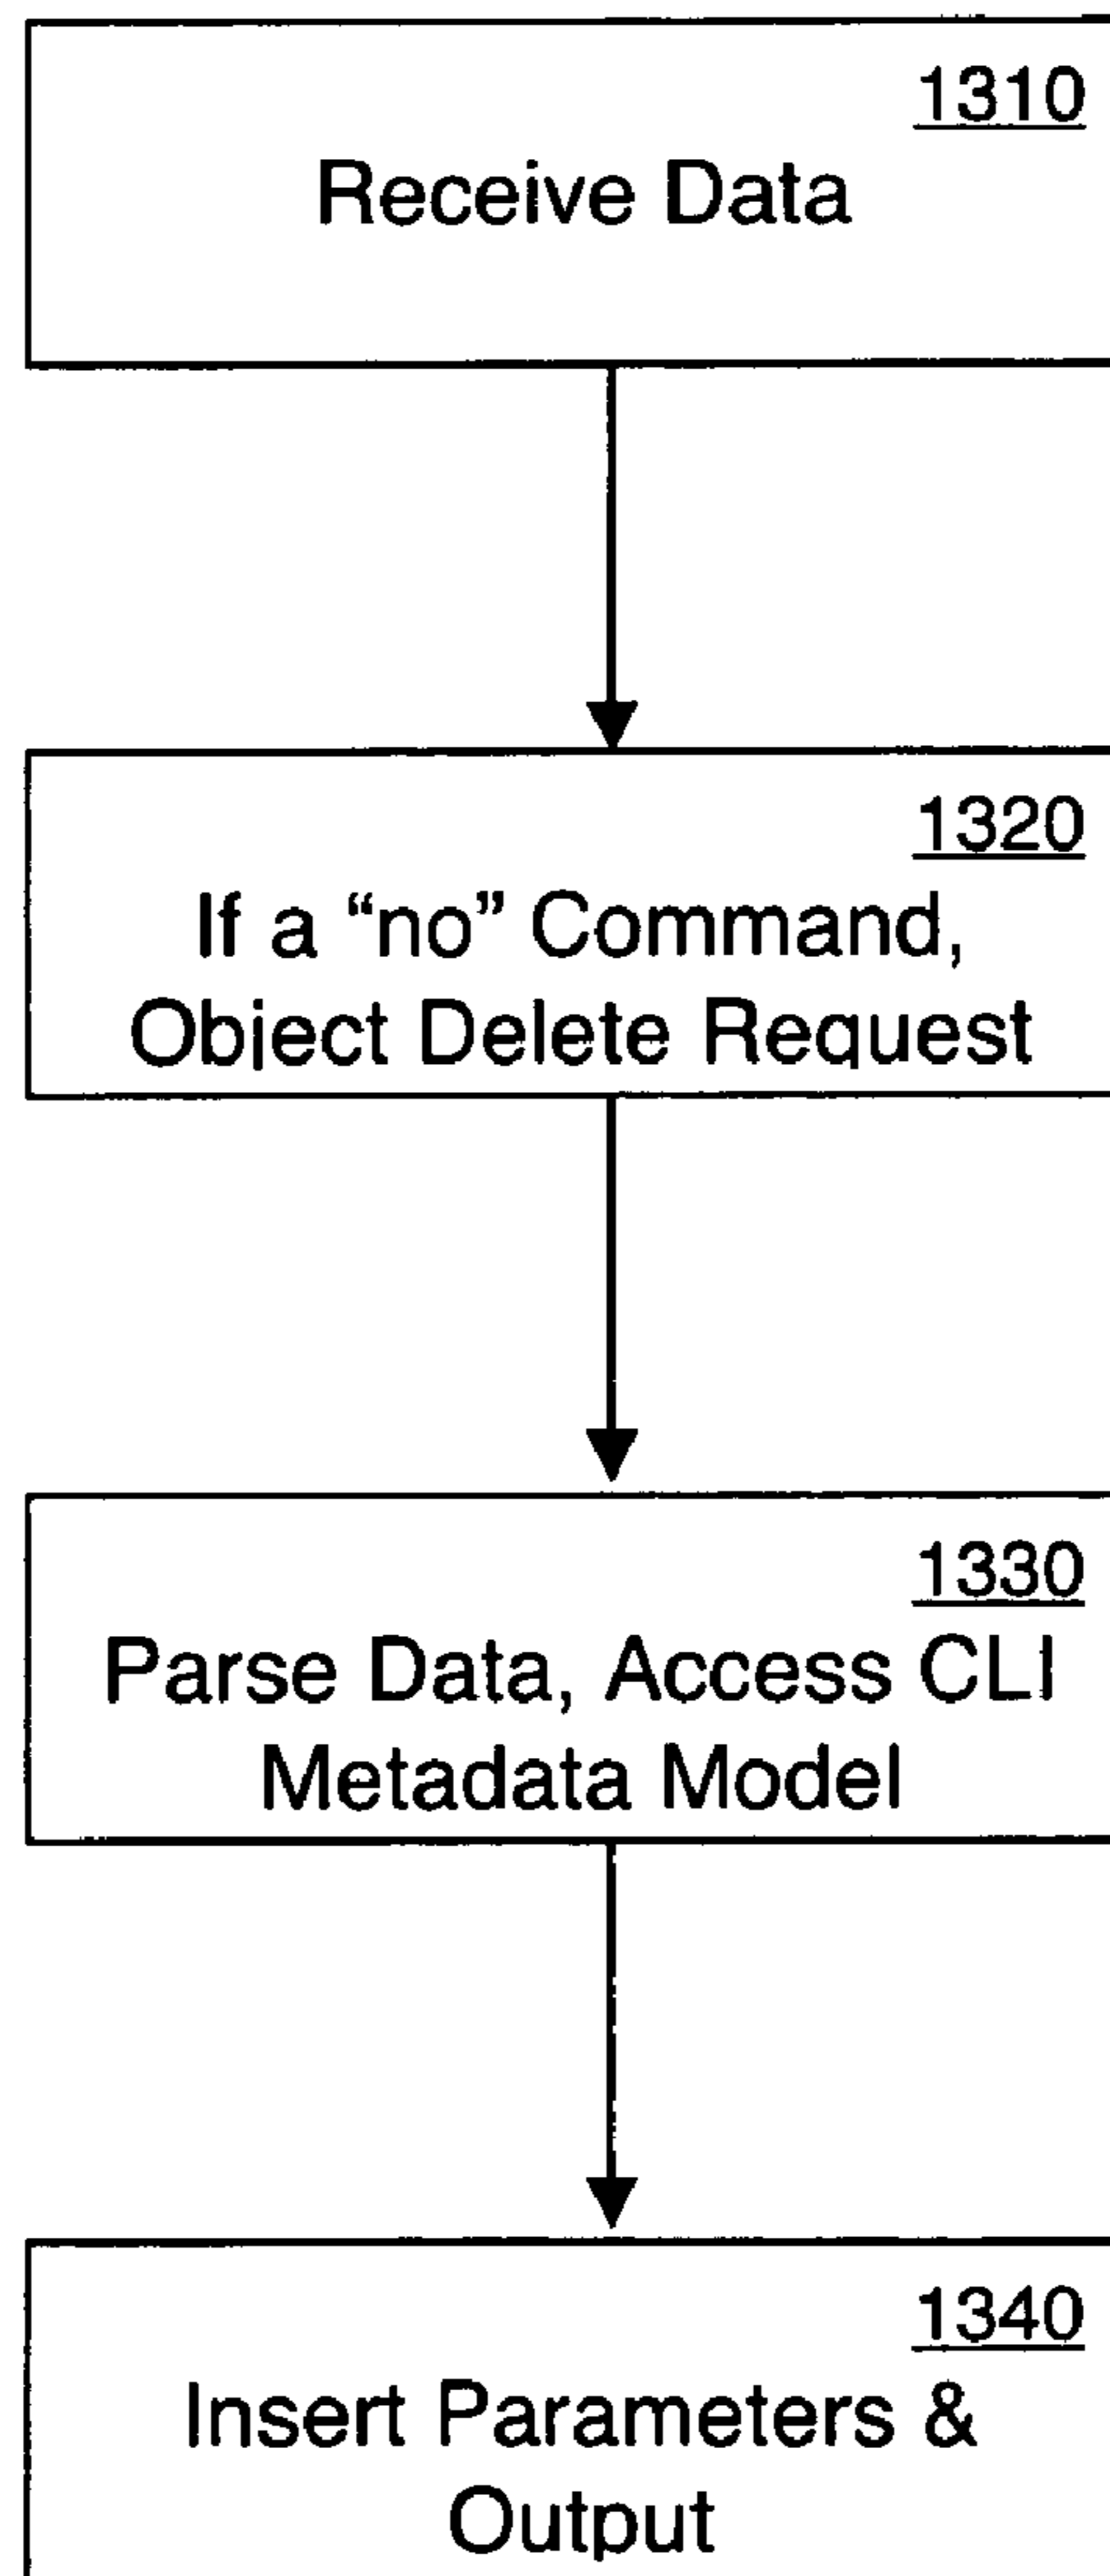 1310
Receive Data
1320
If a “no” Command,
Object Delete Request
1330
Parse Data, Access CLI
Metadata Model
1340
Insert Parameters &
Output